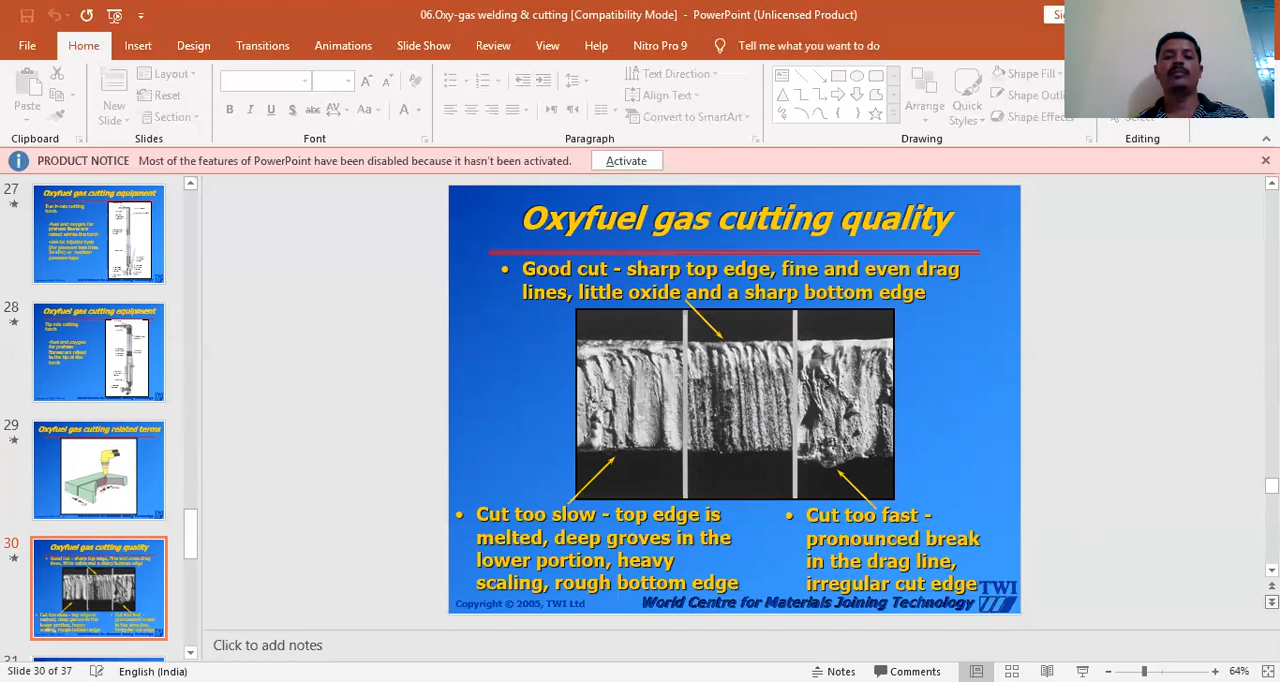 06.Oxy-gas welding & cutting [Compatibility Mode] - PowerPoint (Unlicensed Product)
File Home Insert Design Transitions Animations Slide Show Review View Help Nitro Pro 9 Tell me what you want to do
Paste
New
Slide
Layout
Reset
Section
B I U S abc AV Aa A
Text Direction
Align Text
Convert to SmartArt
Arrange
Quick
Styles
Shape Fill
Shape Outli
Shape Effects
Clipboard Slides Font Paragraph Drawing Editing
PRODUCT NOTICE Most of the features of PowerPoint have been disabled because it hasn't been activated. Activate
27
Oxyfuel gas cutting equipment
28
Oxyfuel gas cutting equipment
29
Oxyfuel gas cutting related terms
30
Oxyfuel gas cutting quality
Oxyfuel gas cutting quality
• Good cut - sharp top edge, fine and even drag
lines, little oxide and a sharp bottom edge
• Cut too slow - top edge is
melted, deep groves in the
lower portion, heavy
scaling, rough bottom edge
• Cut too fast -
pronounced break
in the drag line,
irregular cut edge
TWI
Copyright © 2005, TWI Ltd
World Centre for Materials Joining Technology
Click to add notes
Slide 30 of 37 English (India) Notes Comments 64%